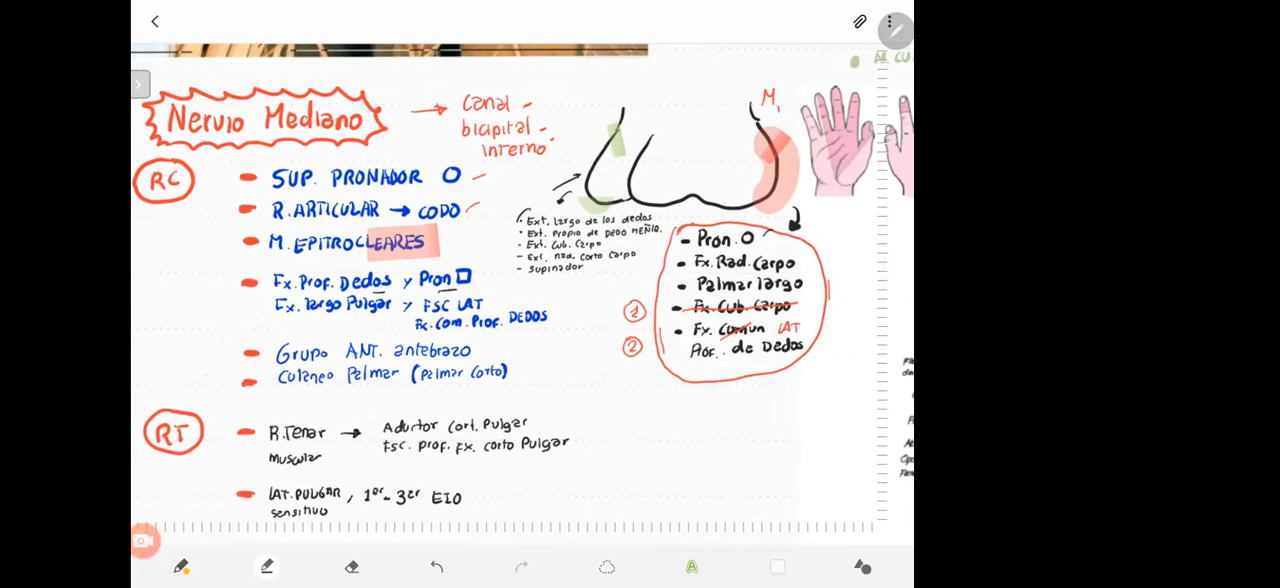 Nervio Mediano → canal
bicipital
interno
M1
RC
SUP. PRONADOR O
R. ARTICULAR → CODO
M. EPITROCLEARES
Fx. Prof. Dedos y Pron □
Fx. largo Pulgar y FSC LAT
Fx. Com. Prof. DEDOS
Grupo ANT. antebrazo
Cutaneo Palmar (Palmar Corto)
Ext. largo de los dedos
Ext. Propio de DEDO MEÑIQ.
Ext. Cub. Carpo
Ext. Rad. Corto Carpo
Supinador
Pron. O
Fx. Rad. Carpo
Palmar largo
1 Fx. Cub. Carpo
Fx. Comun LAT
2 Prof. de Dedos
RT
R. Tenar → Aductor Cort. Pulgar
muscular Fsc. Prof. Fx. Corto Pulgar
LAT. PULGAR, 1er - 3er EIO
sensitivo